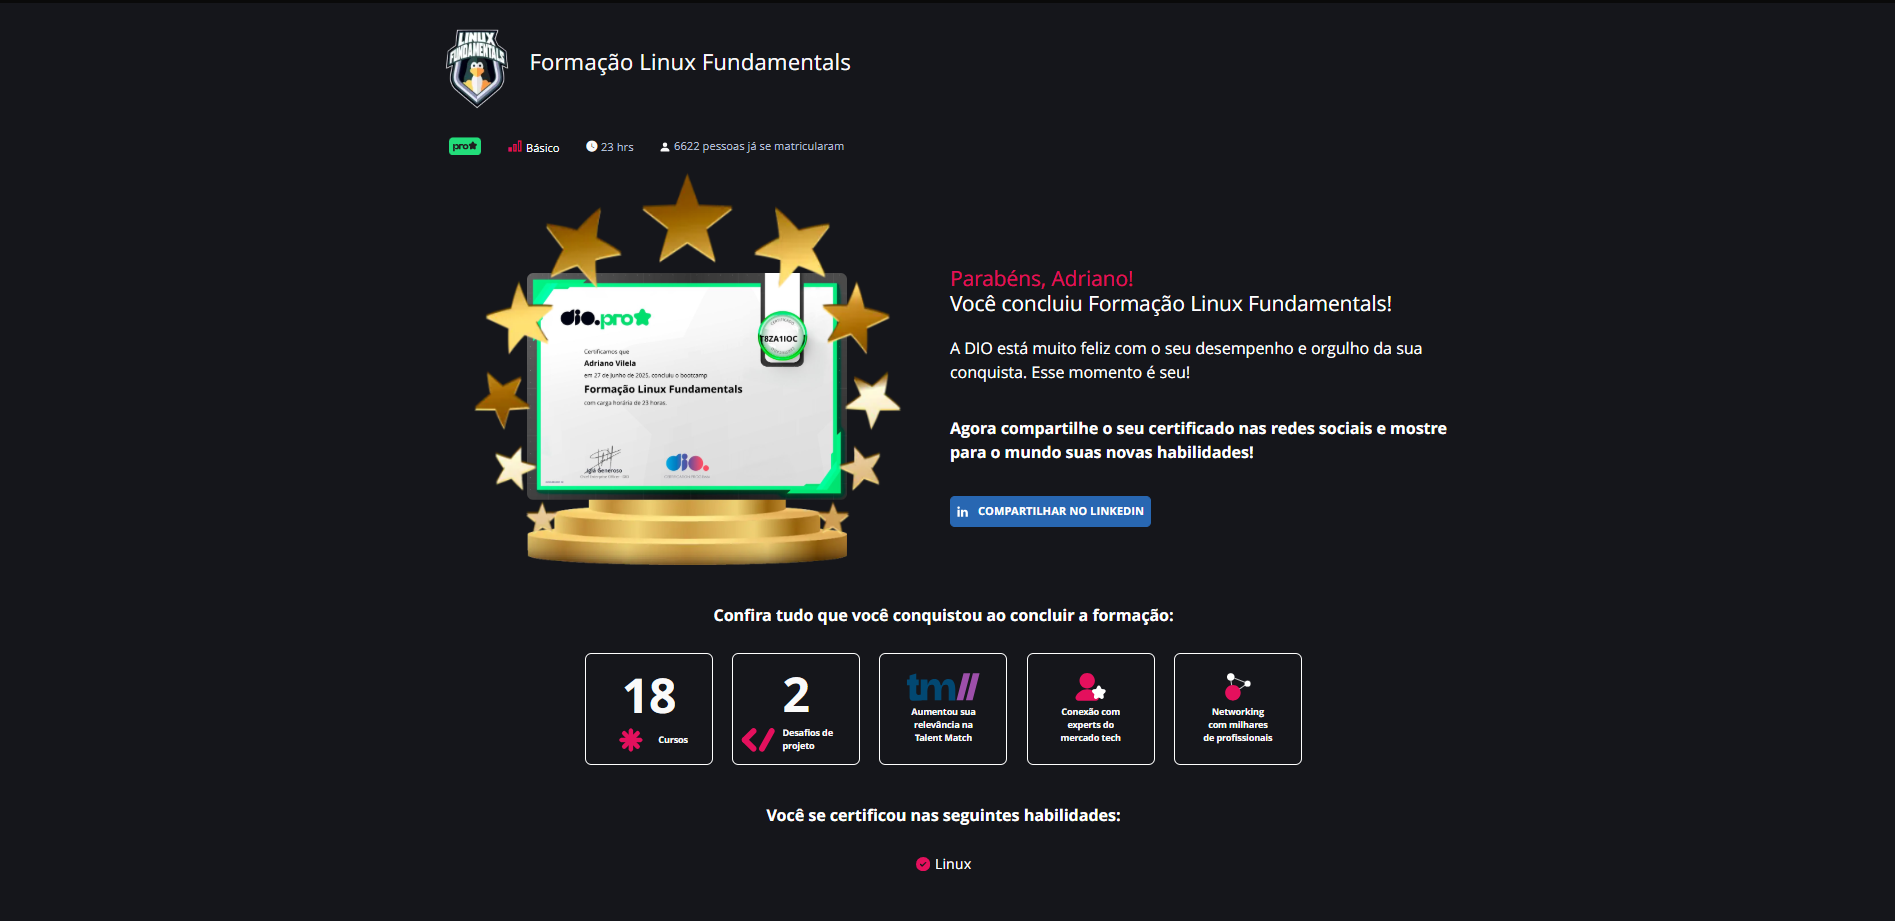 LINUX
FUNDAMENTALS
Formação Linux Fundamentals
pro
Básico
23 hrs
6622 pessoas já se matricularam
dio.pro
T8ZA1IOC
Certificamos que
Adriano Vilela
em 27 de junho de 2025, concluiu o bootcamp
Formação Linux Fundamentals
com carga horária de 23 horas.
Iglá Generoso
dio.
Parabéns, Adriano!
Você concluiu Formação Linux Fundamentals!
A DIO está muito feliz com o seu desempenho e orgulho da sua
conquista. Esse momento é seu!
Agora compartilhe o seu certificado nas redes sociais e mostre
para o mundo suas novas habilidades!
in COMPARTILHAR NO LINKEDIN
Confira tudo que você conquistou ao concluir a formação:
18
Cursos
2
Desafios de
projeto
tm//
Aumentou sua
relevância na
Talent Match
Conexão com
experts do
mercado tech
Networking
com milhares
de profissionais
Você se certificou nas seguintes habilidades:
Linux